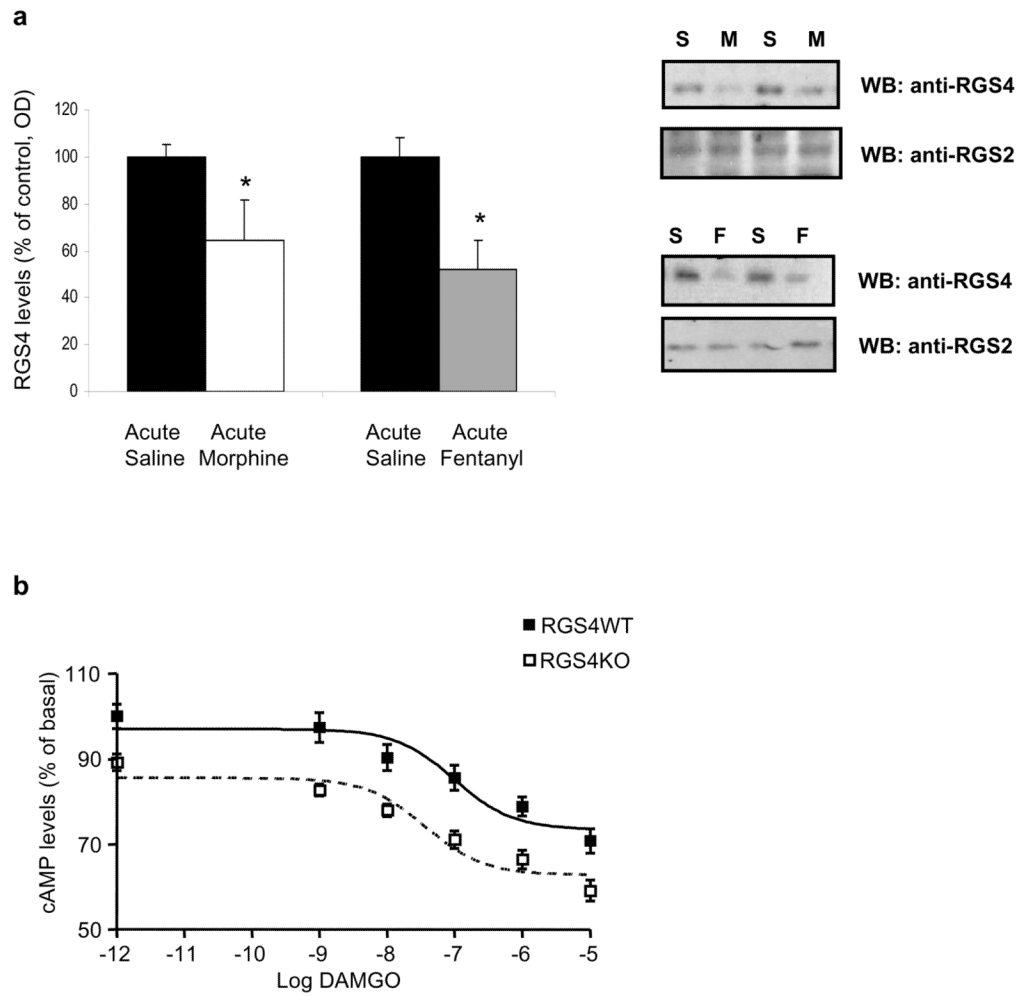 a
RGS4 levels (% of control, OD)
120
100
80
60
40
20
0
*
*
Acute
Saline
Acute
Morphine
Acute
Saline
Acute
Fentanyl
S M S M
WB: anti-RGS4
WB: anti-RGS2
S F S F
WB: anti-RGS4
WB: anti-RGS2
b
RGS4WT
RGS4KO
cAMP levels (% of basal)
110
90
70
50
-12 -11 -10 -9 -8 -7 -6 -5
Log DAMGO